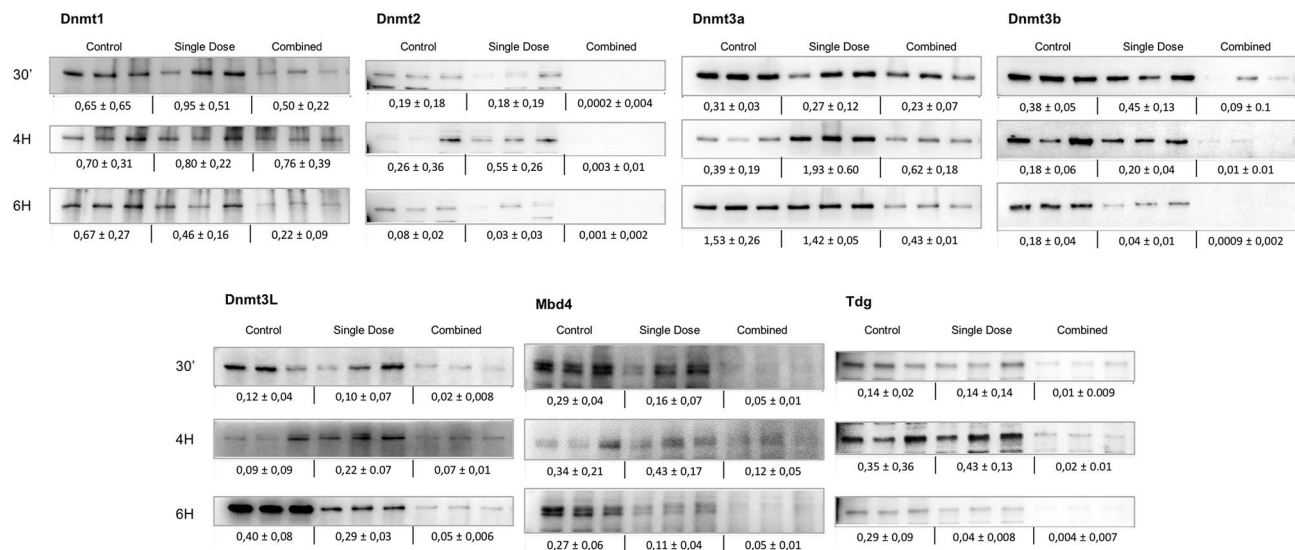 Dnmt1 Dnmt2 Dnmt3a Dnmt3b
Control Single Dose Combined Control Single Dose Combined Control Single Dose Combined Control Single Dose Combined
30'
0,65 ± 0,65 0,95 ± 0,51 0,50 ± 0,22 0,19 ± 0,18 0,18 ± 0,19 0,0002 ± 0,004 0,31 ± 0,03 0,27 ± 0,12 0,23 ± 0,07 0,38 ± 0,05 0,45 ± 0,13 0,09 ± 0.1
4H
0,70 ± 0,31 0,80 ± 0,22 0,76 ± 0,39 0,26 ± 0,36 0,55 ± 0,26 0,003 ± 0,01 0,39 ± 0,19 1,93 ± 0.60 0,62 ± 0,18 0,18 ± 0,06 0,20 ± 0,04 0,01 ± 0.01
6H
0,67 ± 0,27 0,46 ± 0,16 0,22 ± 0,09 0,08 ± 0,02 0,03 ± 0,03 0,001 ± 0,002 1,53 ± 0,26 1,42 ± 0,05 0,43 ± 0,01 0,18 ± 0,04 0,04 ± 0,01 0,0009 ± 0,002
Dnmt3L Mbd4 Tdg
Control Single Dose Combined Control Single Dose Combined Control Single Dose Combined
30'
0,12 ± 0,04 0,10 ± 0,07 0,02 ± 0,008 0,29 ± 0,04 0,16 ± 0,07 0,05 ± 0,01 0,14 ± 0,02 0,14 ± 0,14 0,01 ± 0,009
4H
0,09 ± 0,09 0,22 ± 0.07 0,07 ± 0,01 0,34 ± 0,21 0,43 ± 0,17 0,12 ± 0,05 0,35 ± 0,36 0,43 ± 0,13 0,02 ± 0.01
6H
0,40 ± 0,08 0,29 ± 0,03 0,05 ± 0,006 0,27 ± 0,06 0,11 ± 0,04 0,05 ± 0,01 0,29 ± 0,09 0,04 ± 0,008 0,004 ± 0,007